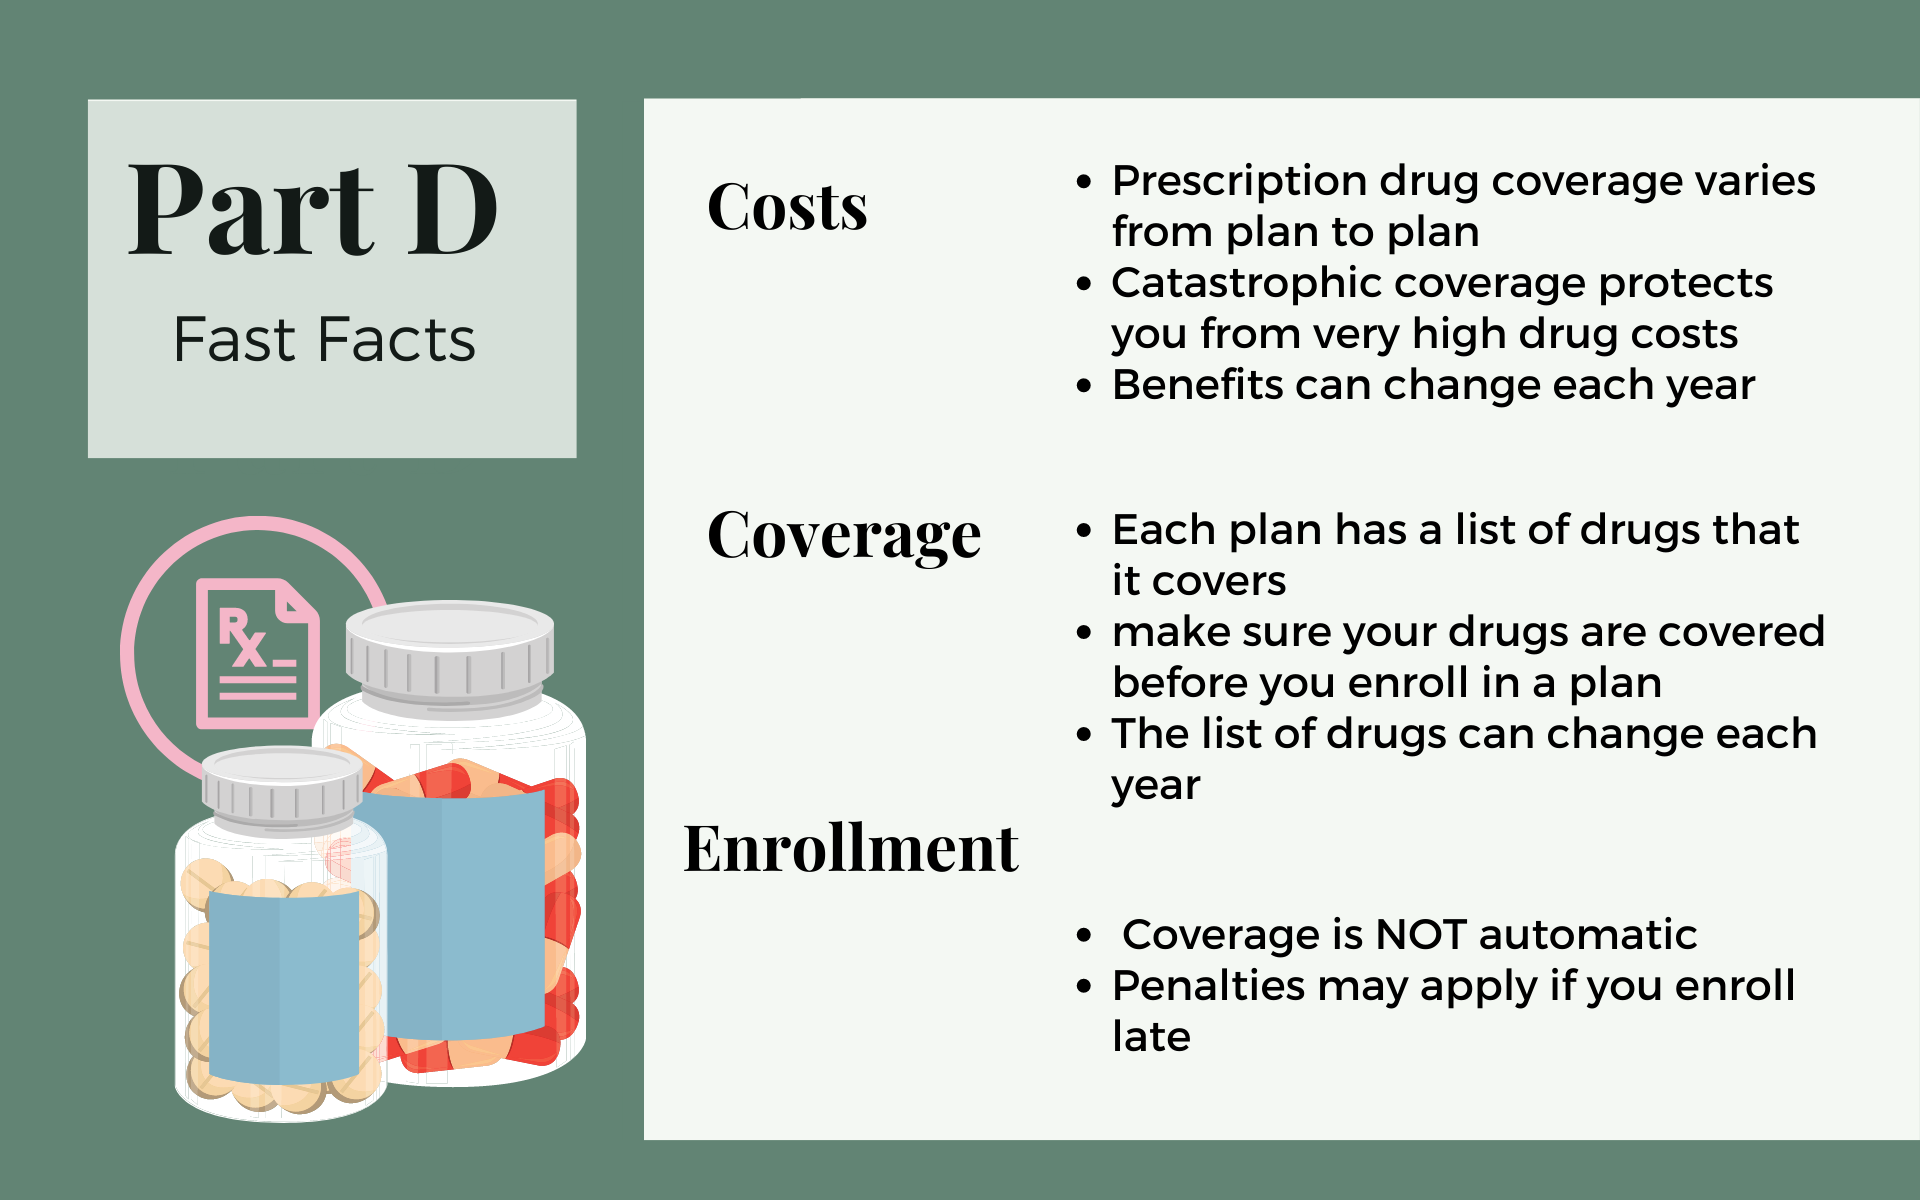 Part D
Fast Facts
Rx
Costs
• Prescription drug coverage varies
from plan to plan
• Catastrophic coverage protects
you from very high drug costs
• Benefits can change each year
Coverage
• Each plan has a list of drugs that
it covers
• make sure your drugs are covered
before you enroll in a plan
• The list of drugs can change each
year
Enrollment
• Coverage is NOT automatic
• Penalties may apply if you enroll
late